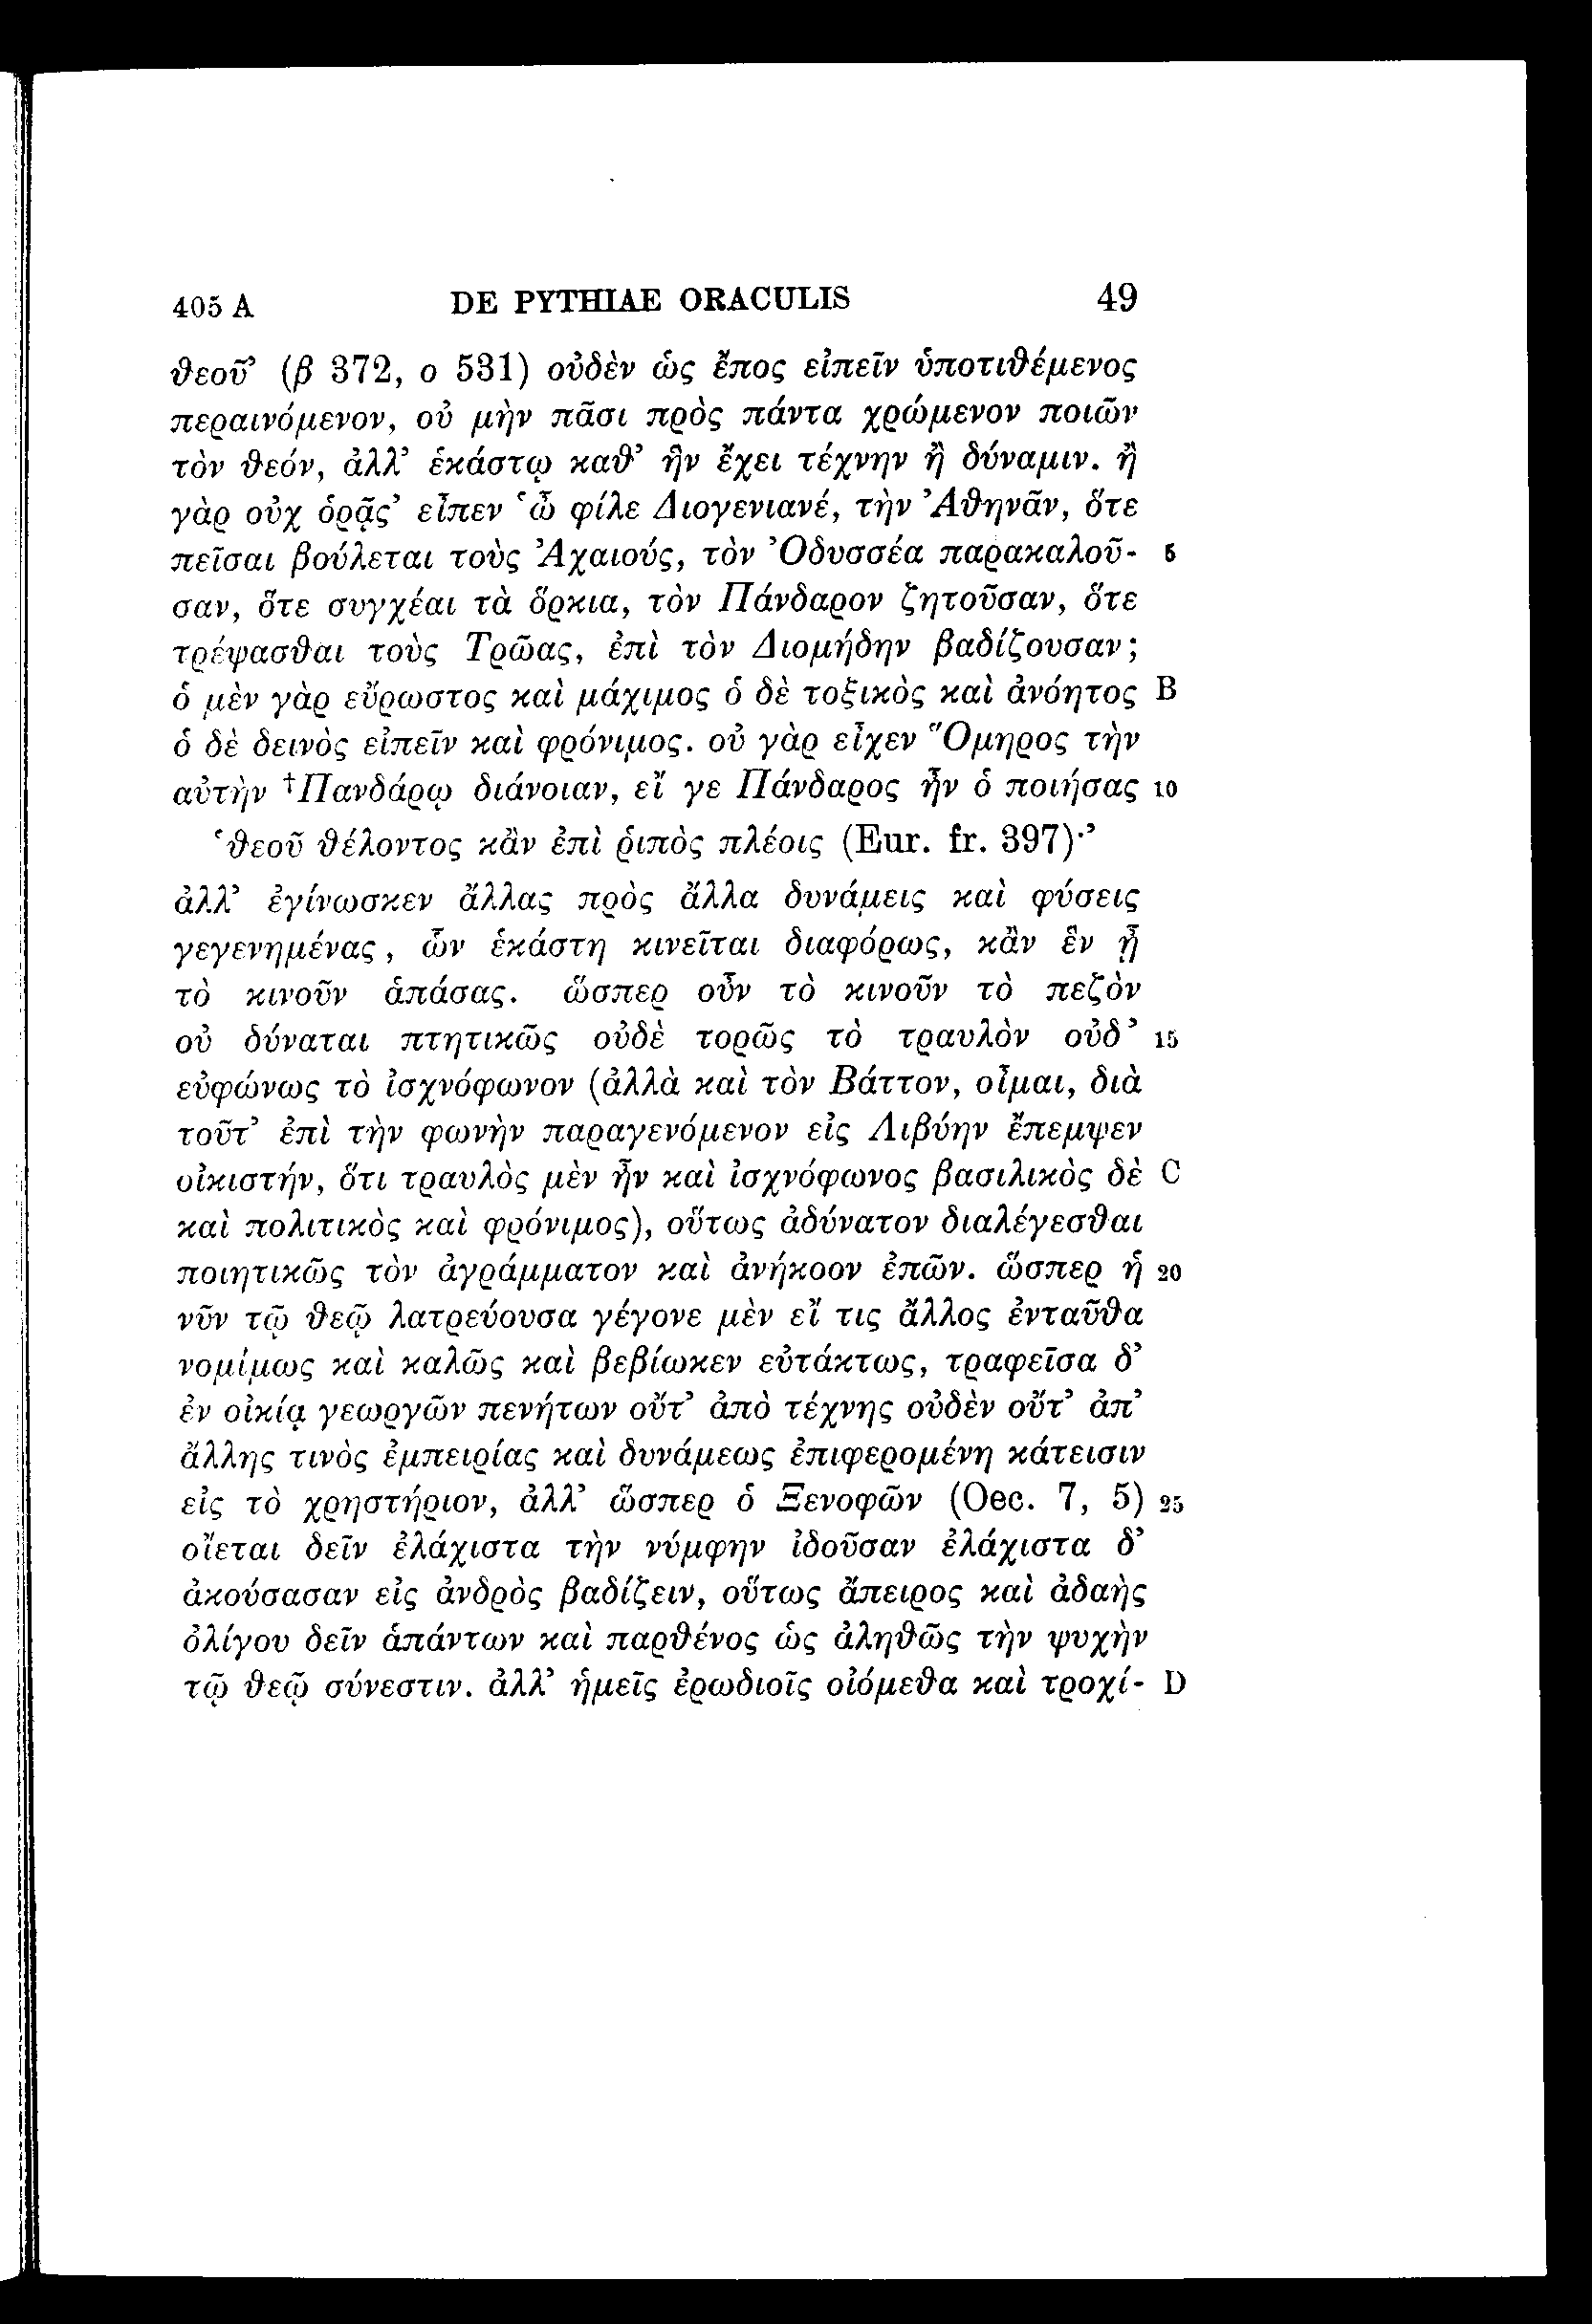 405 A DE PYTHIAE ORACULIS 49
ϑεοῦ’ (β 372, ο 531) οὐδὲν ὡς ἔπος εἰπεῖν ὑποτιϑέμενος
περαινόμενον, οὐ μὴν πᾶσι πρὸς πάντα χρώμενον ποιῶν
τὸν ϑεόν, ἀλλ’ ἑκάστῳ καϑ’ ἣν ἔχει τέχνην ἢ δύναμιν. ἢ
γὰρ οὐχ ὁρᾷς’ εἶπεν ‘ὦ φίλε Διογενιανέ, τὴν Ἀϑηνᾶν, ὅτε
πεῖσαι βούλεται τοὺς Ἀχαιούς, τὸν Ὀδυσσέα παρακαλοῦ- 5
σαν, ὅτε συγχέαι τὰ ὅρκια, τὸν Πάνδαρον ζητοῦσαν, ὅτε
τρέψασϑαι τοὺς Τρῶας, ἐπὶ τὸν Διομήδην βαδίζουσαν;
ὁ μὲν γὰρ εὔρωστος καὶ μάχιμος ὁ δὲ τοξικὸς καὶ ἀνόητος B
ὁ δὲ δεινὸς εἰπεῖν καὶ φρόνιμος. οὐ γὰρ εἶχεν Ὅμηρος τὴν
αὐτὴν †Πανδάρῳ διάνοιαν, εἴ γε Πάνδαρος ἦν ὁ ποιήσας 10
‘ϑεοῦ ϑέλοντος κἂν ἐπὶ ῥιπὸς πλέοις (Eur. fr. 397)·’
ἀλλ’ ἐγίνωσκεν ἄλλας πρὸς ἄλλα δυνάμεις καὶ φύσεις
γεγενημένας, ὧν ἑκάστη κινεῖται διαφόρως, κἂν ἓν ᾖ
τὸ κινοῦν ἁπάσας. ὥσπερ οὖν τὸ κινοῦν τὸ πεζὸν
οὐ δύναται πτητικῶς οὐδὲ τορῶς τὸ τραυλὸν οὐδ’ 15
εὐφώνως τὸ ἰσχνόφωνον (ἀλλὰ καὶ τὸν Βάττον, οἶμαι, διὰ
τοῦτ’ ἐπὶ τὴν φωνὴν παραγενόμενον εἰς Λιβύην ἔπεμψεν
οἰκιστήν, ὅτι τραυλὸς μὲν ἦν καὶ ἰσχνόφωνος βασιλικὸς δὲ C
καὶ πολιτικὸς καὶ φρόνιμος), οὕτως ἀδύνατον διαλέγεσϑαι
ποιητικῶς τὸν ἀγράμματον καὶ ἀνήκοον ἐπῶν. ὥσπερ ἡ 20
νῦν τῷ ϑεῷ λατρεύουσα γέγονε μὲν εἴ τις ἄλλος ἐνταῦϑα
νομίμως καὶ καλῶς καὶ βεβίωκεν εὐτάκτως, τραφεῖσα δ’
ἐν οἰκίᾳ γεωργῶν πενήτων οὔτ’ ἀπὸ τέχνης οὐδὲν οὔτ’ ἀπ’
ἄλλης τινὸς ἐμπειρίας καὶ δυνάμεως ἐπιφερομένη κάτεισιν
εἰς τὸ χρηστήριον, ἀλλ’ ὥσπερ ὁ Ξενοφῶν (Oec. 7, 5) 25
οἴεται δεῖν ἐλάχιστα τὴν νύμφην ἰδοῦσαν ἐλάχιστα δ’
ἀκούσασαν εἰς ἀνδρὸς βαδίζειν, οὕτως ἄπειρος καὶ ἀδαὴς
ὀλίγου δεῖν ἁπάντων καὶ παρϑένος ὡς ἀληϑῶς τὴν ψυχὴν
τῷ ϑεῷ σύνεστιν. ἀλλ’ ἡμεῖς ἐρωδιοῖς οἰόμεϑα καὶ τροχί- D